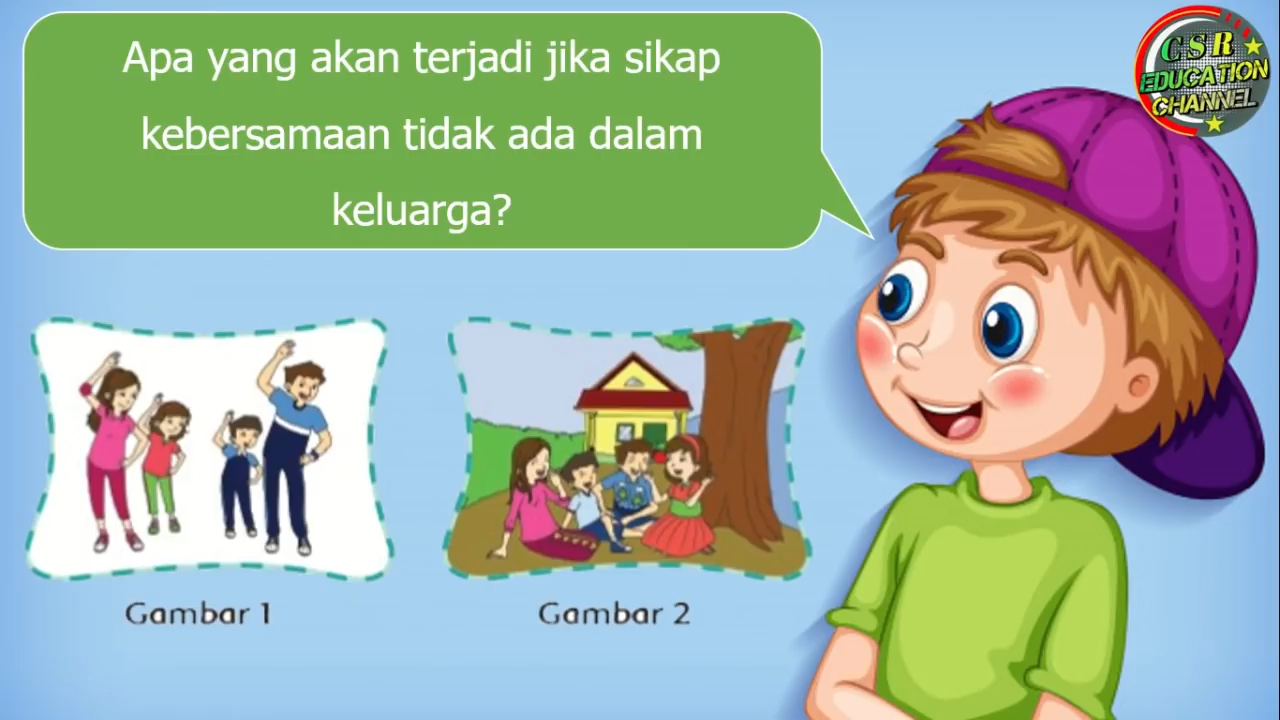 Apa yang akan terjadi jika sikap
kebersamaan tidak ada dalam
keluarga?
CSR
EDUCATION
CHANNEL
Gambar 1
Gambar 2